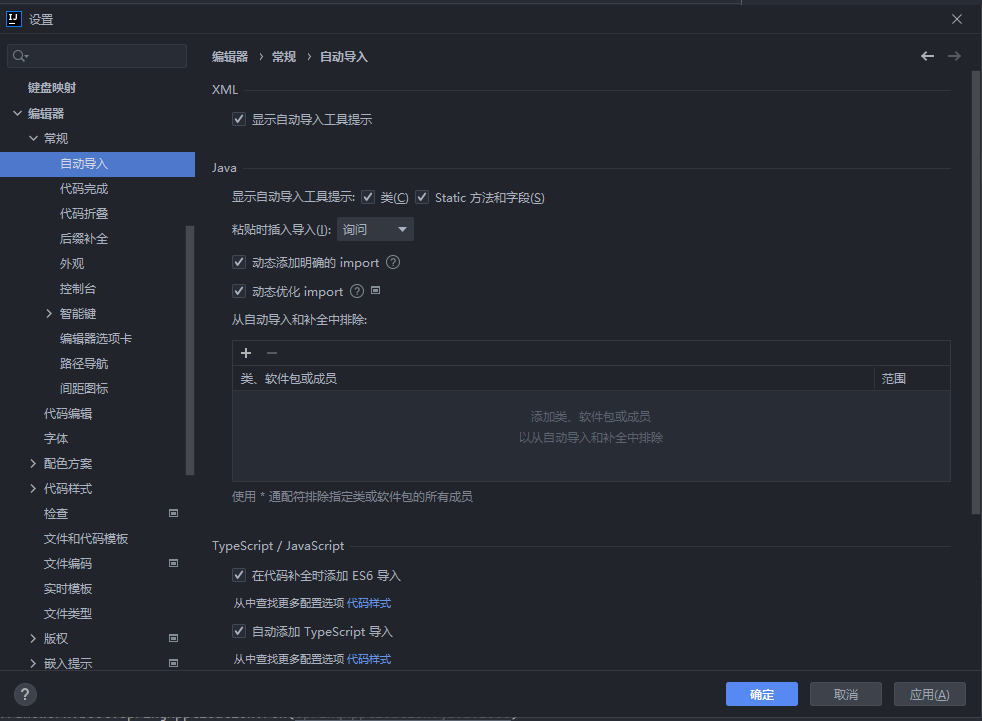 设置
键盘映射
编辑器
常规
自动导入
代码完成
代码折叠
后缀补全
外观
控制台
智能键
编辑器选项卡
路径导航
间距图标
代码编辑
字体
配色方案
代码样式
检查
文件和代码模板
文件编码
实时模板
文件类型
版权
嵌入提示
编辑器 › 常规 › 自动导入
XML
显示自动导入工具提示
Java
显示自动导入工具提示: 类(C) Static 方法和字段(S)
粘贴时插入导入(I): 询问
动态添加明确的 import ?
动态优化 import ?
从自动导入和补全中排除:
类、软件包或成员 范围
添加类、软件包或成员
以从自动导入和补全中排除
使用 * 通配符排除指定类或软件包的所有成员
TypeScript / JavaScript
在代码补全时添加 ES6 导入
从中查找更多配置选项 代码样式
自动添加 TypeScript 导入
从中查找更多配置选项 代码样式
? 确定 取消 应用(A)